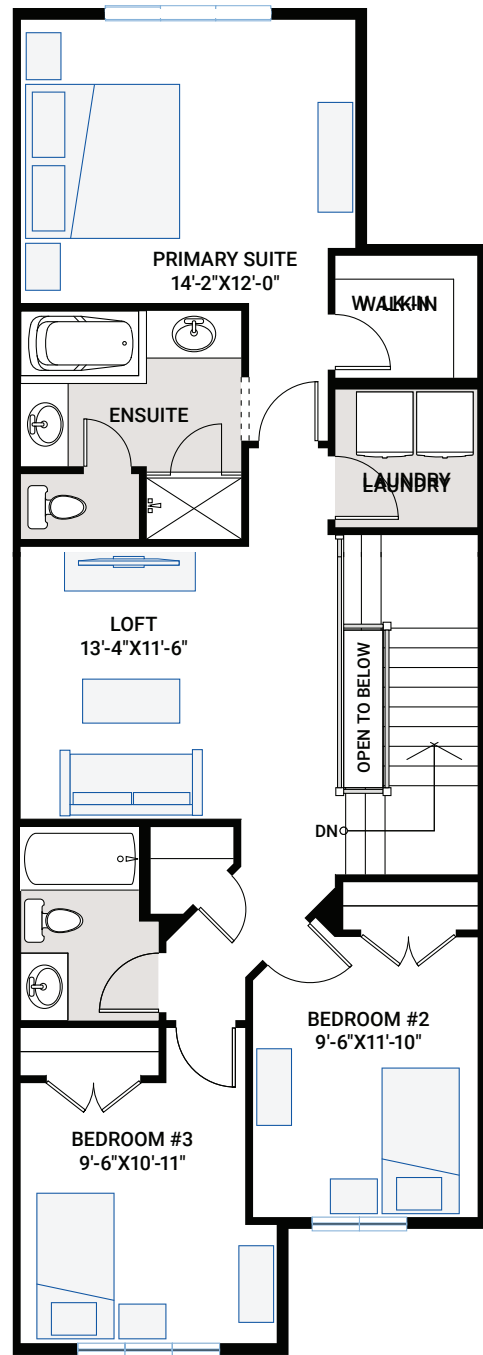 PRIMARY SUITE
14'-2"X12'-0"
WALK-IN
ENSUITE
LAUNDRY
LOFT
13'-4"X11'-6"
OPEN TO BELOW
DN
BEDROOM #2
9'-6"X11'-10"
BEDROOM #3
9'-6"X10'-11"